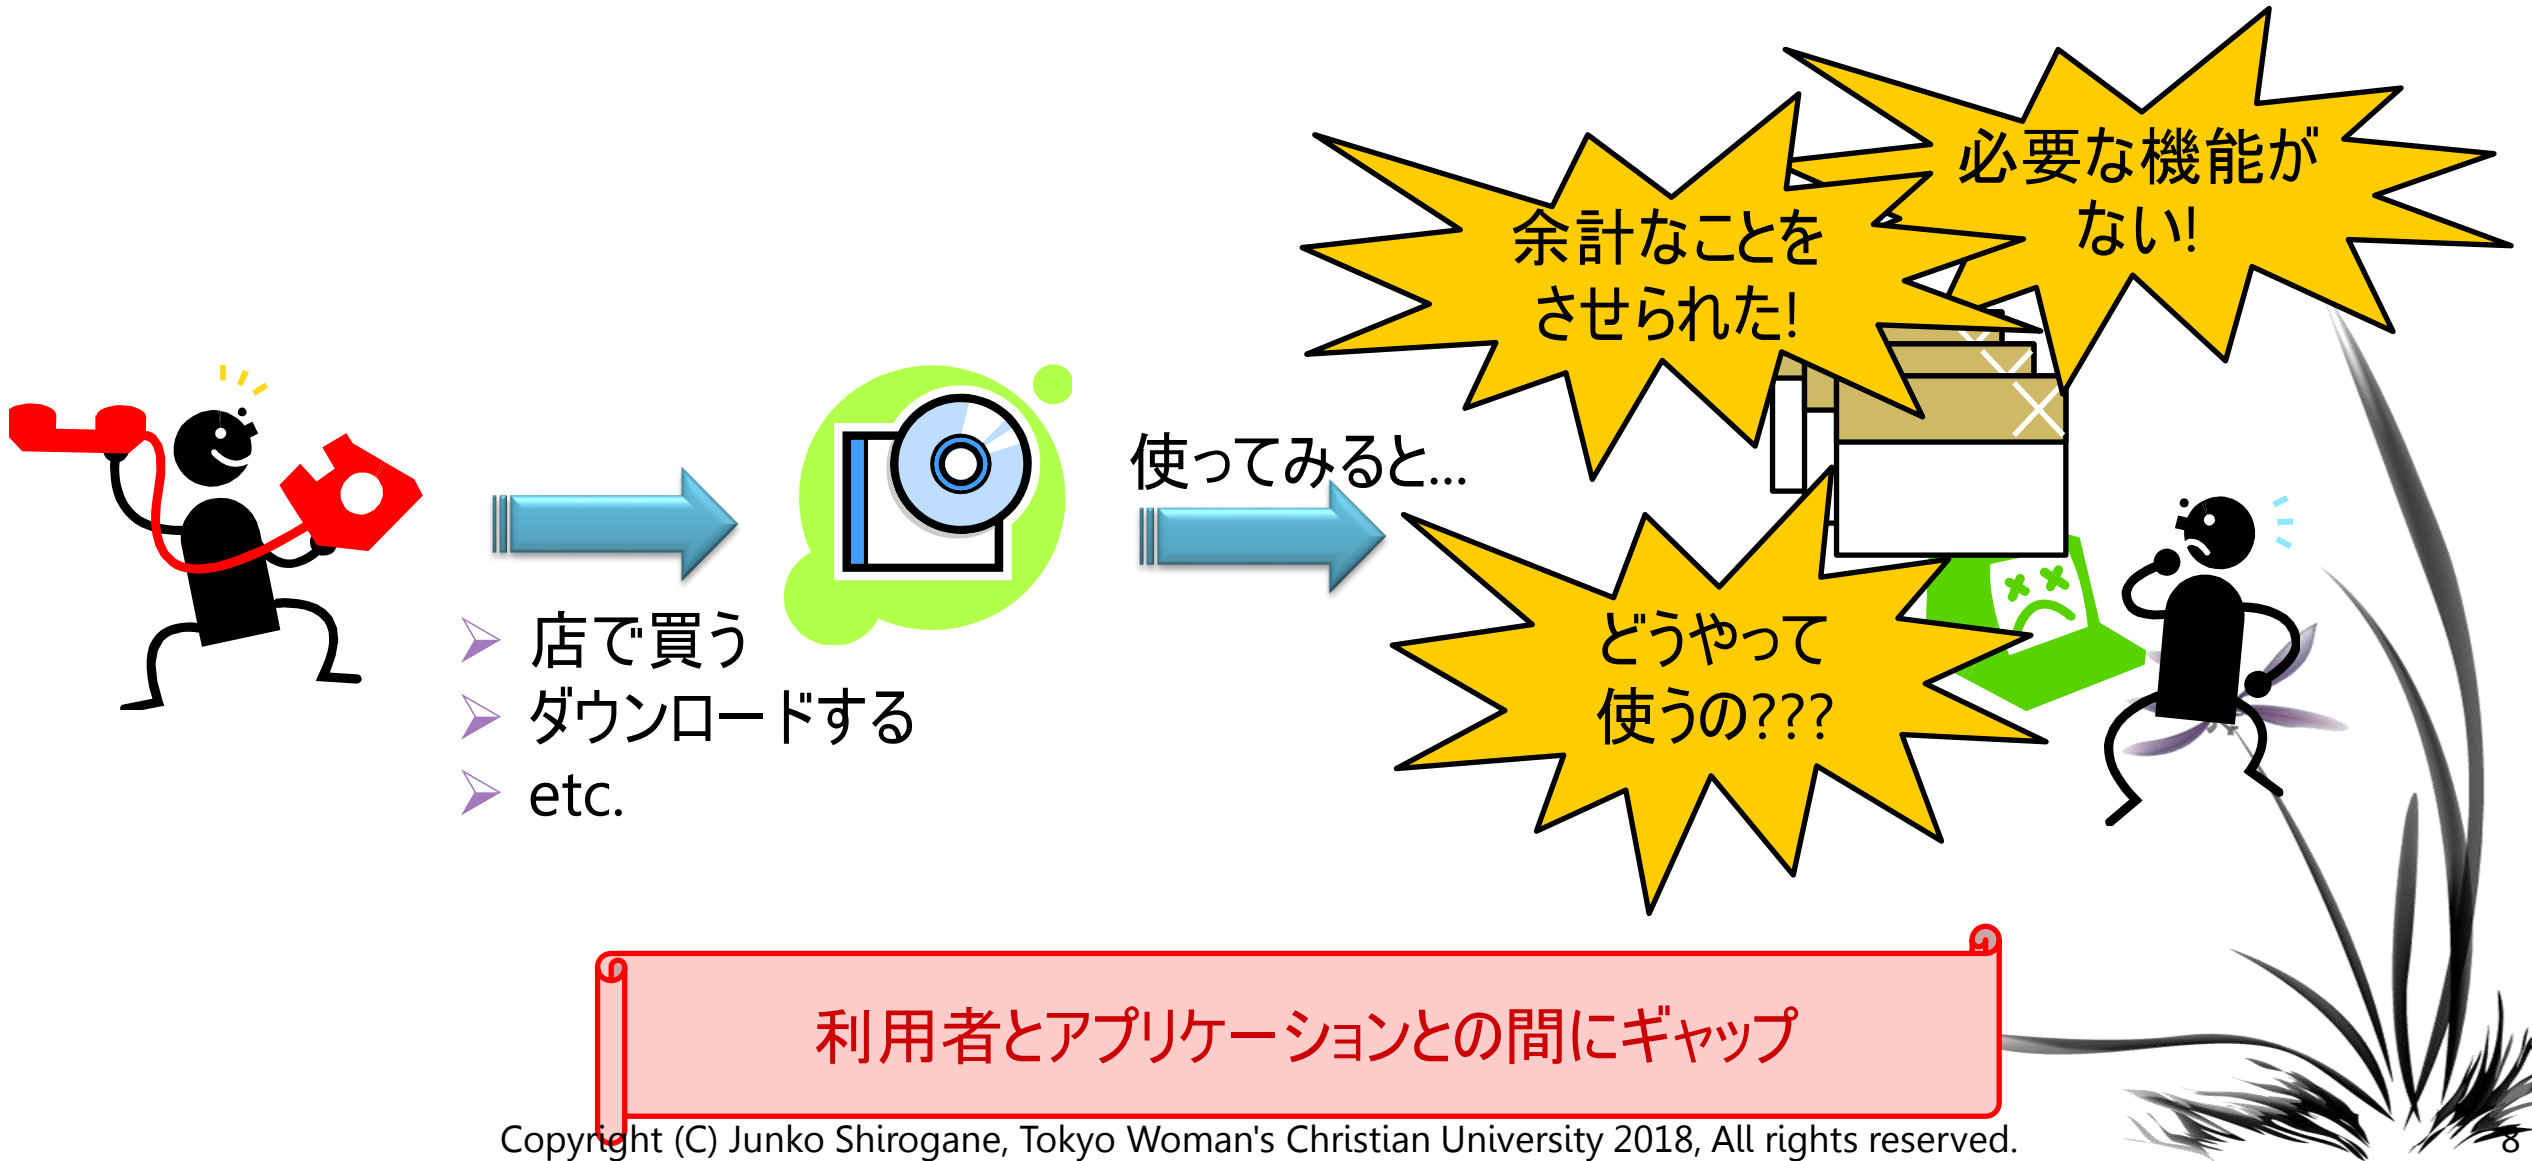 必要な機能が
ない!
余計なことを
させられた!
使ってみると...
店で買う
ダウンロードする
etc.
どうやって
使うの???
利用者とアプリケーションとの間にギャップ
Copyright (C) Junko Shirogane, Tokyo Woman's Christian University 2018, All rights reserved.
8